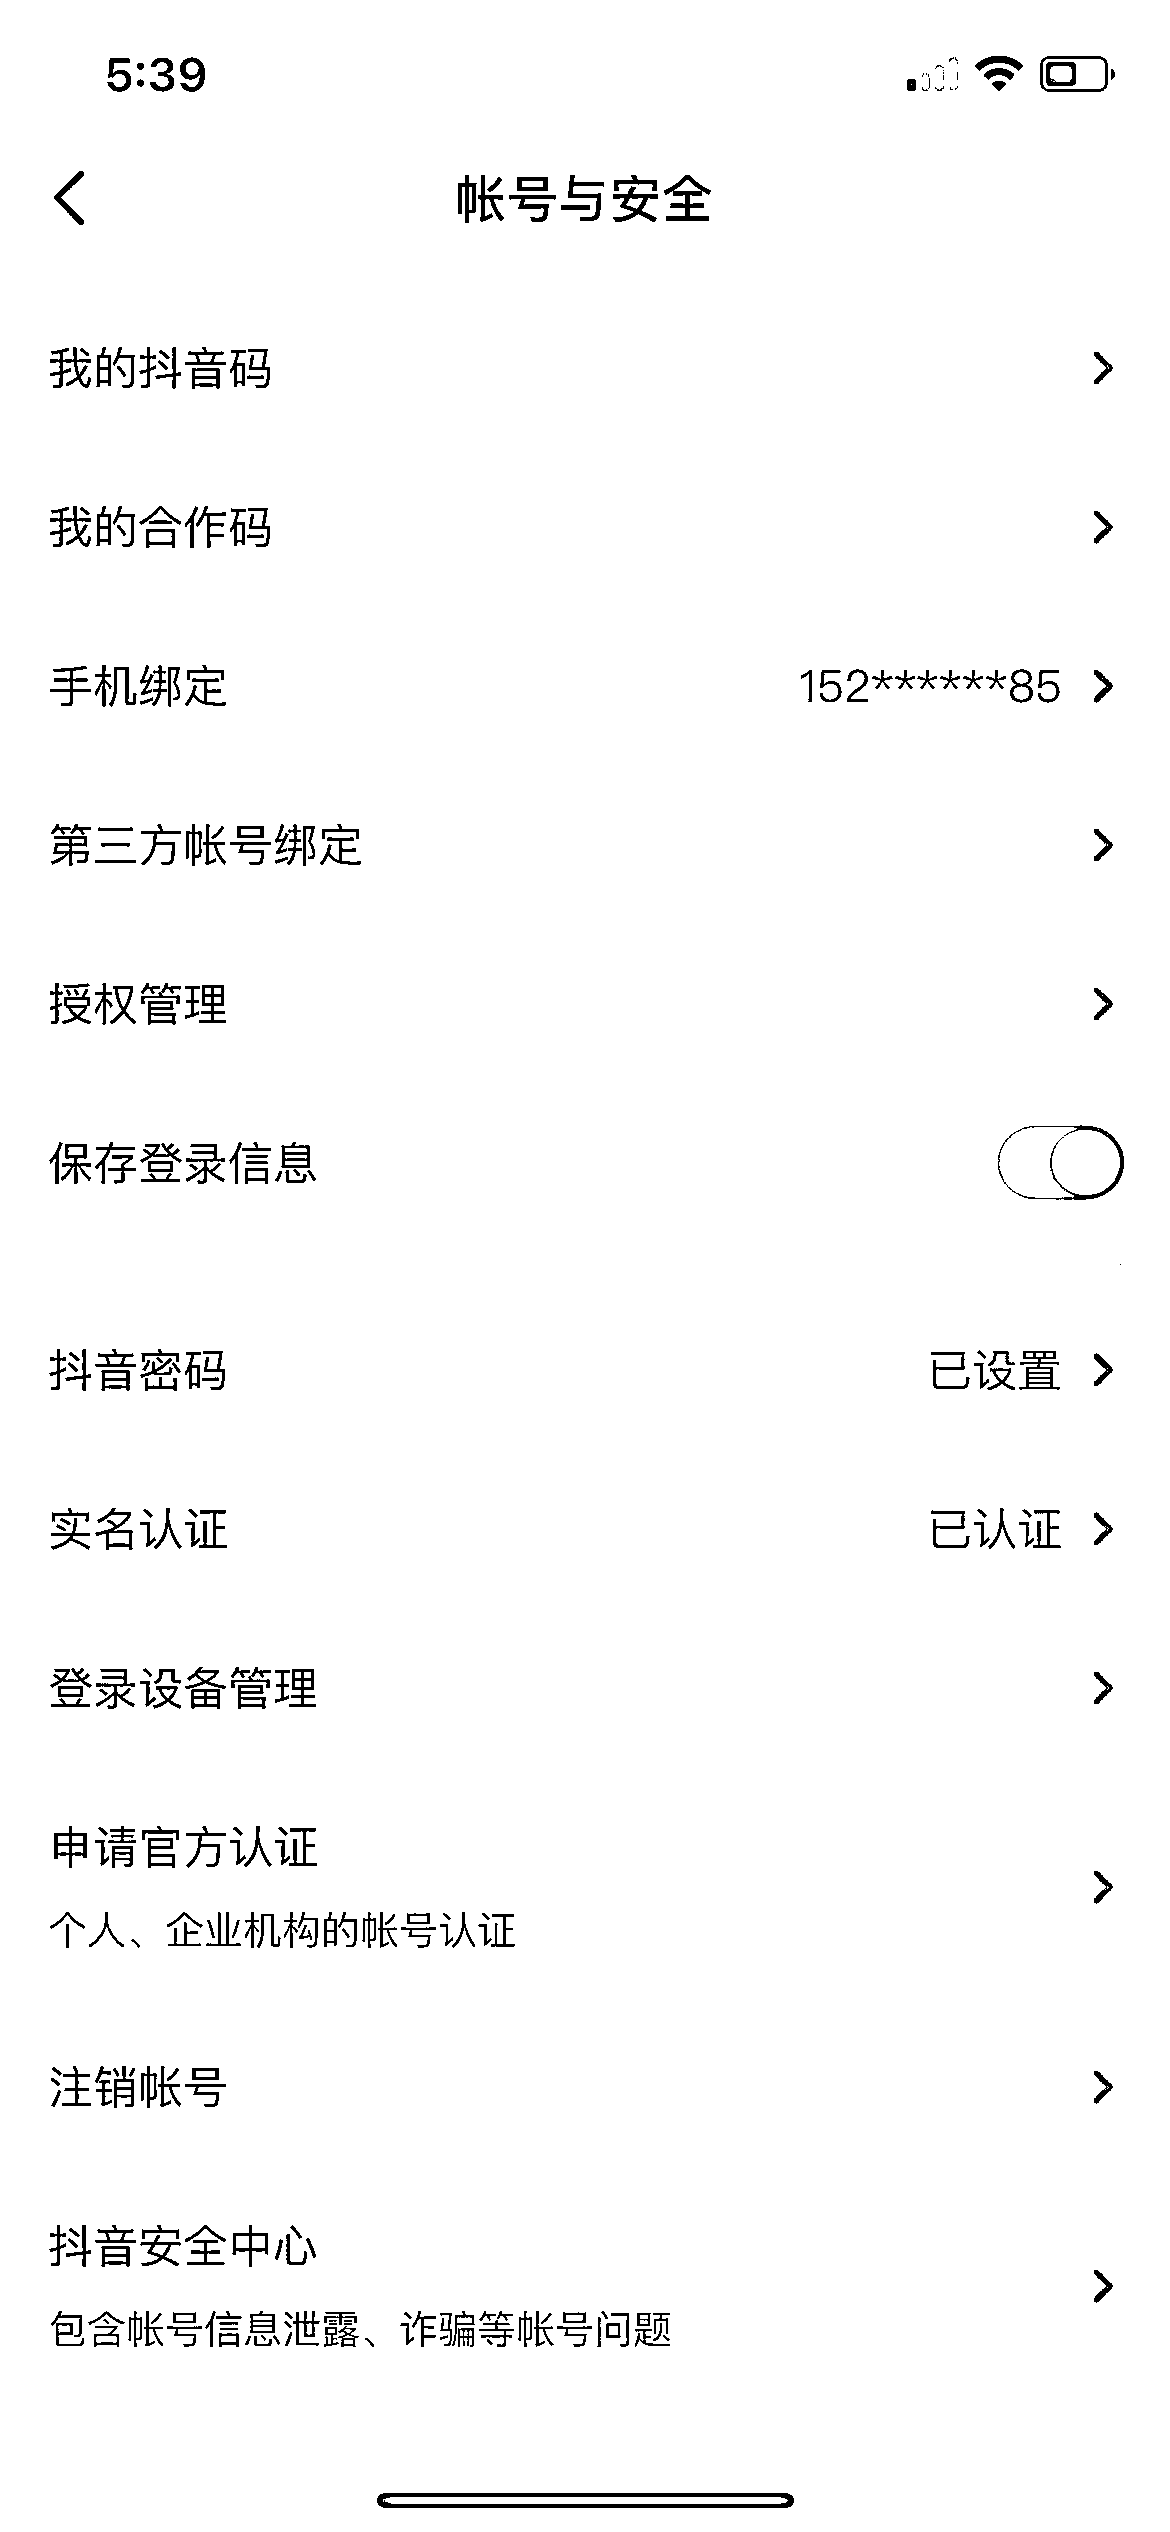 5:39
帐号与安全
我的抖音码
我的合作码
手机绑定 152******85
第三方帐号绑定
授权管理
保存登录信息
抖音密码 已设置
实名认证 已认证
登录设备管理
申请官方认证
个人、企业机构的帐号认证
注销帐号
抖音安全中心
包含帐号信息泄露、诈骗等帐号问题